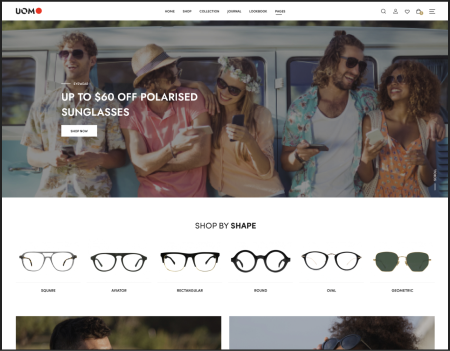 UOMO
HOME SHOP COLLECTION JOURNAL LOOKBOOK PAGES
EYEWEAR
UP TO $60 OFF POLARISED
SUNGLASSES
SHOP NOW
SHOP BY SHAPE
SQUARE AVIATOR RECTANGULAR ROUND OVAL GEOMETRIC